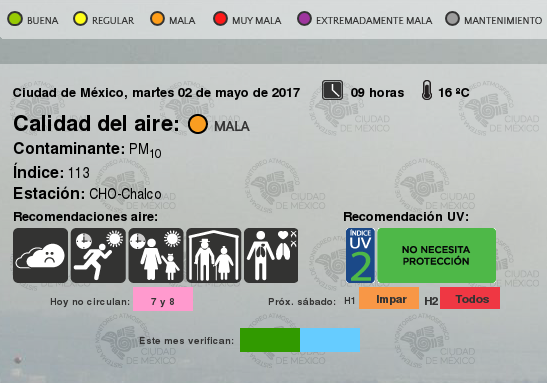 BUENA REGULAR MALA MUY MALA EXTREMADAMENTE MALA MANTENIMIENTO
Ciudad de México, martes 02 de mayo de 2017 09 horas 16 ºC
Calidad del aire: MALA
Contaminante: PM10
Índice: 113
Estación: CHO-Chalco
Recomendaciones aire: Recomendación UV:
ÍNDICE
UV
2
NO NECESITA
PROTECCIÓN
Hoy no circulan: 7 y 8 Próx. sábado: H1 Impar H2 Todos
Este mes verifican:
CIUDAD
DE MÉXICO